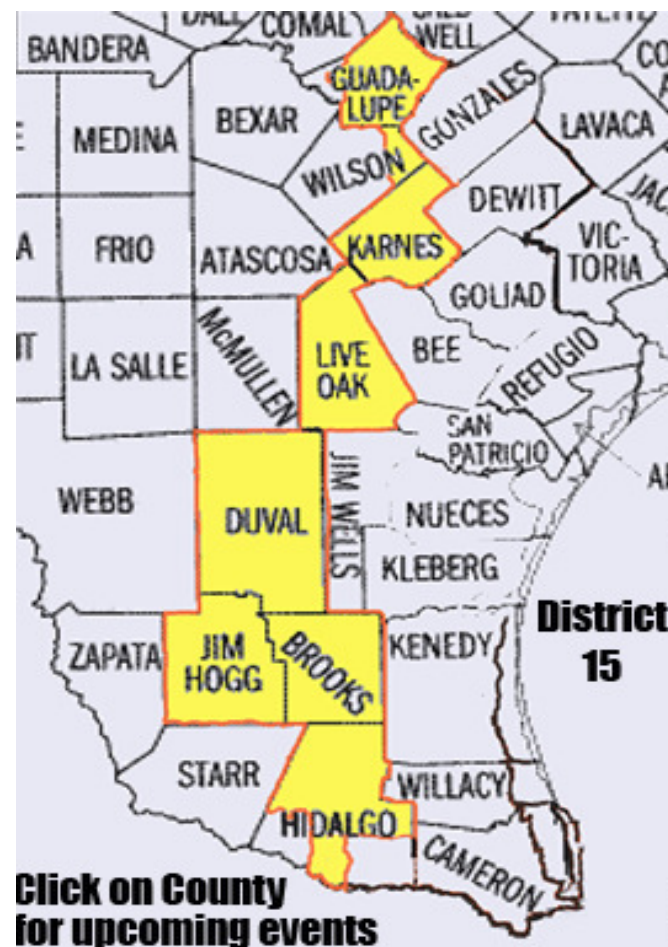 COMAL
WELL
BANDERA
GUADA-
LUPE
BEXAR
GONZALES
MEDINA
LAVACA
WILSON
DEWITT
KARNES
FRIO
VIC-
TORIA
ATASCOSA
GOLIAD
McMULLEN
LIVE
OAK
BEE
LA SALLE
REFUGIO
SAN
PATRICIO
JIM WELLS
WEBB
DUVAL
NUECES
KLEBERG
District
15
ZAPATA
JIM
HOGG
BROOKS
KENEDY
STARR
WILLACY
HIDALGO
CAMERON
Click on County
for upcoming events